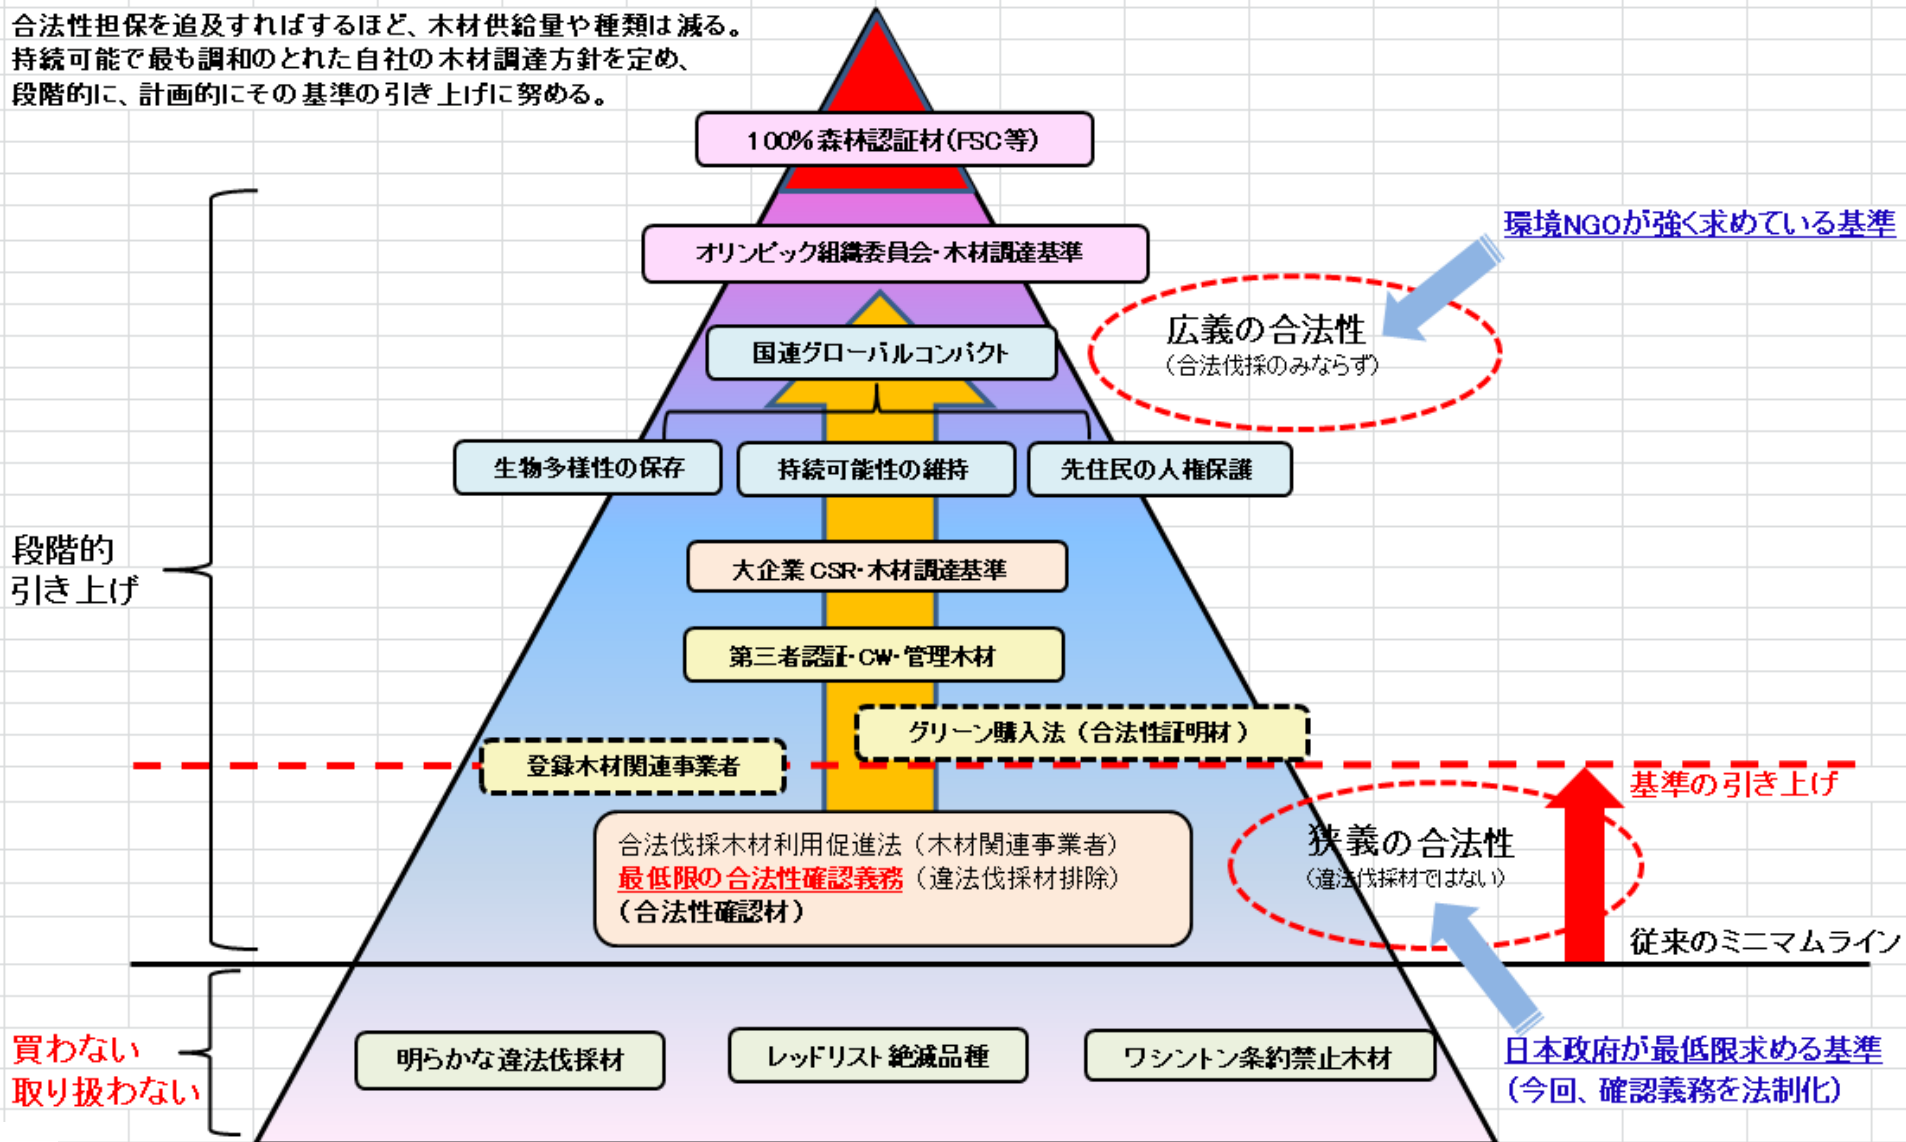 合法性担保を追及すればするほど、木材供給量や種類は減る。
持続可能で最も調和のとれた自社の木材調達方針を定め、
段階的に、計画的にその基準の引き上げに努める。
100%森林認証材(FSC等)
オリンピック組織委員会・木材調達基準
環境NGOが強く求めている基準
国連グローバルコンパクト
広義の合法性
（合法伐採のみならず）
生物多様性の保存
持続可能性の維持
先住民の人権保護
段階的
引き上げ
大企業CSR・木材調達基準
第三者認証・CW・管理木材
グリーン購入法（合法性証明材）
登録木材関連事業者
基準の引き上げ
合法伐採木材利用促進法（木材関連事業者）
最低限の合法性確認義務（違法伐採材排除）
（合法性確認材）
狭義の合法性
（違法伐採材ではない）
従来のミニマムライン
買わない
取り扱わない
明らかな違法伐採材
レッドリスト絶滅品種
ワシントン条約禁止木材
日本政府が最低限求める基準
（今回、確認義務を法制化）